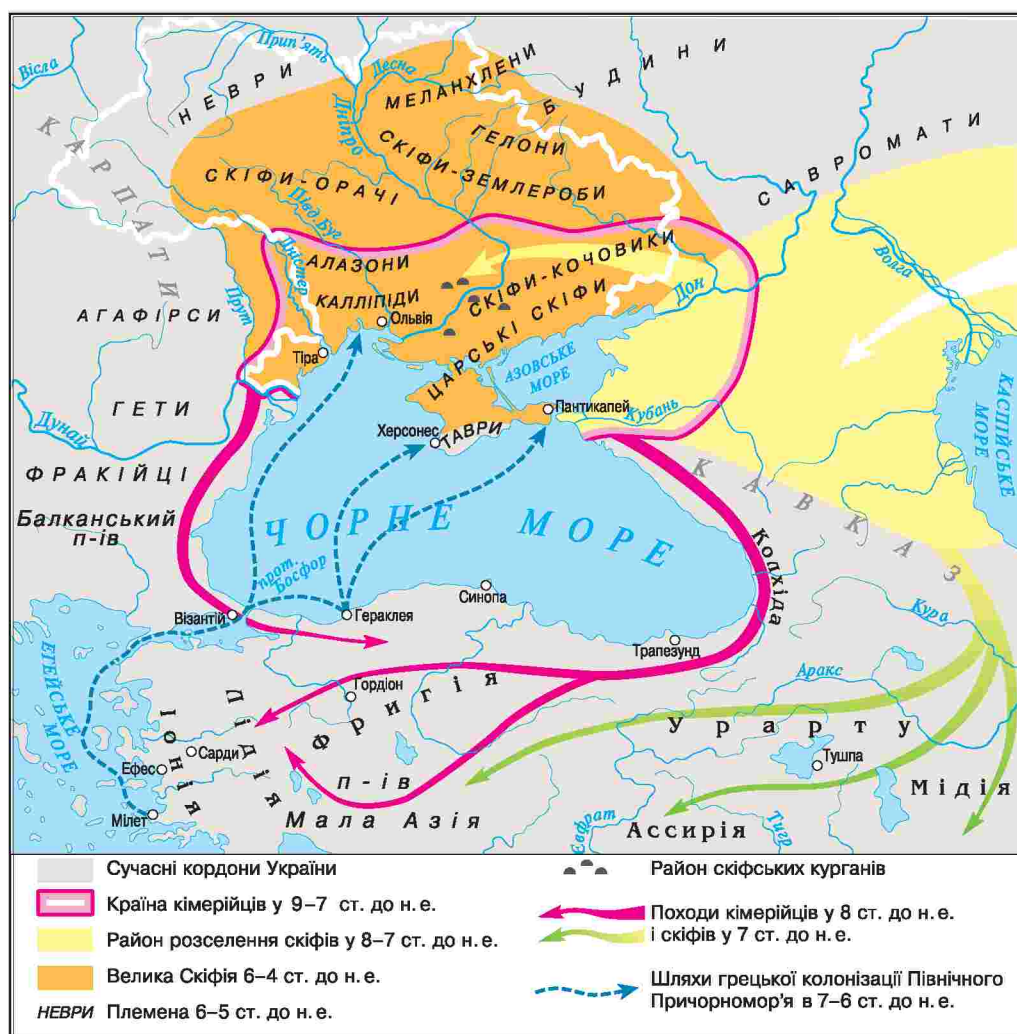 Вісла
Прип'ять
Десна
НЕВРИ
МЕЛАНХЛЕНИ
БУДИНИ
Дніпро
ГЕЛОНИ
САВРОМАТИ
КАРПАТИ
СКІФИ-ОРАЧІ
СКІФИ-ЗЕМЛЕРОБИ
Півд. Буг
Дністер
Прут
АЛАЗОНИ
СКІФИ-КОЧОВИКИ
Дон
Волга
КАЛЛІПІДИ
ЦАРСЬКІ СКІФИ
АГАФІРСИ
Ольвія
Тіра
АЗОВСЬКЕ
МОРЕ
КАСПІЙСЬКЕ
МОРЕ
ГЕТИ
Пантикапей
Кубань
Дунай
Херсонес
ТАВРИ
ФРАКІЙЦІ
КАВКАЗ
Балканський
п-ів
ЧОРНЕ МОРЕ
Колхіда
прот.
Босфор
Синопа
Візантій
Гераклея
Кура
Трапезунд
ЕГЕЙСЬКЕ МОРЕ
Лідія
Гордіон
Фригія
Аракс
Іонія
Урарту
Сарди
Тушпа
Ефес
п-ів
Мідія
Мілет
Мала Азія
Євфрат
Ассирія
Тигр
Сучасні кордони України
Країна кімерійців у 9–7 ст. до н.е.
Район розселення скіфів у 8–7 ст. до н.е.
Велика Скіфія 6–4 ст. до н.е.
НЕВРИ Племена 6–5 ст. до н.е.
Район скіфських курганів
Походи кімерійців у 8 ст. до н.е.
і скіфів у 7 ст. до н.е.
Шляхи грецької колонізації Північного
Причорномор'я в 7–6 ст. до н.е.